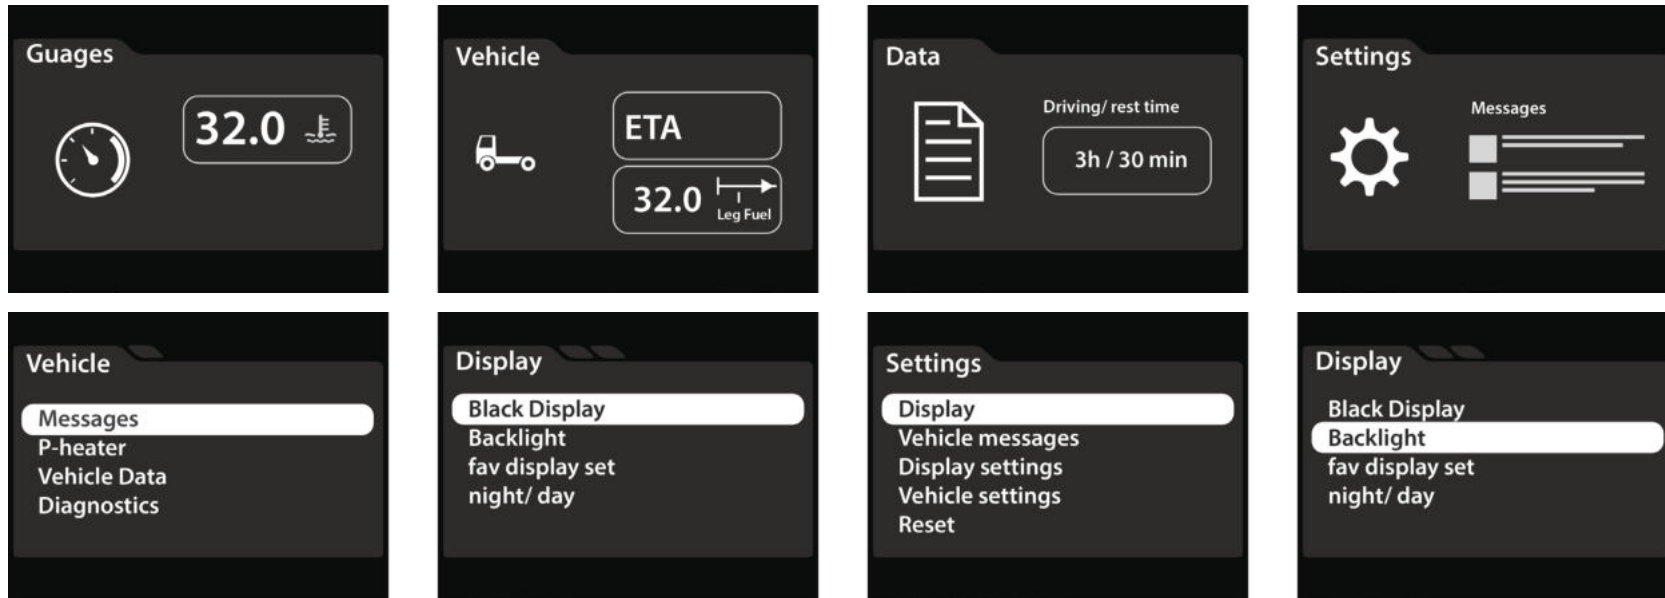 Guages
32.0
Vehicle
ETA
32.0
Leg Fuel
Data
Driving/ rest time
3h / 30 min
Settings
Messages
Vehicle
Messages
P-heater
Vehicle Data
Diagnostics
Display
Black Display
Backlight
fav display set
night/ day
Settings
Display
Vehicle messages
Display settings
Vehicle settings
Reset
Display
Black Display
Backlight
fav display set
night/ day